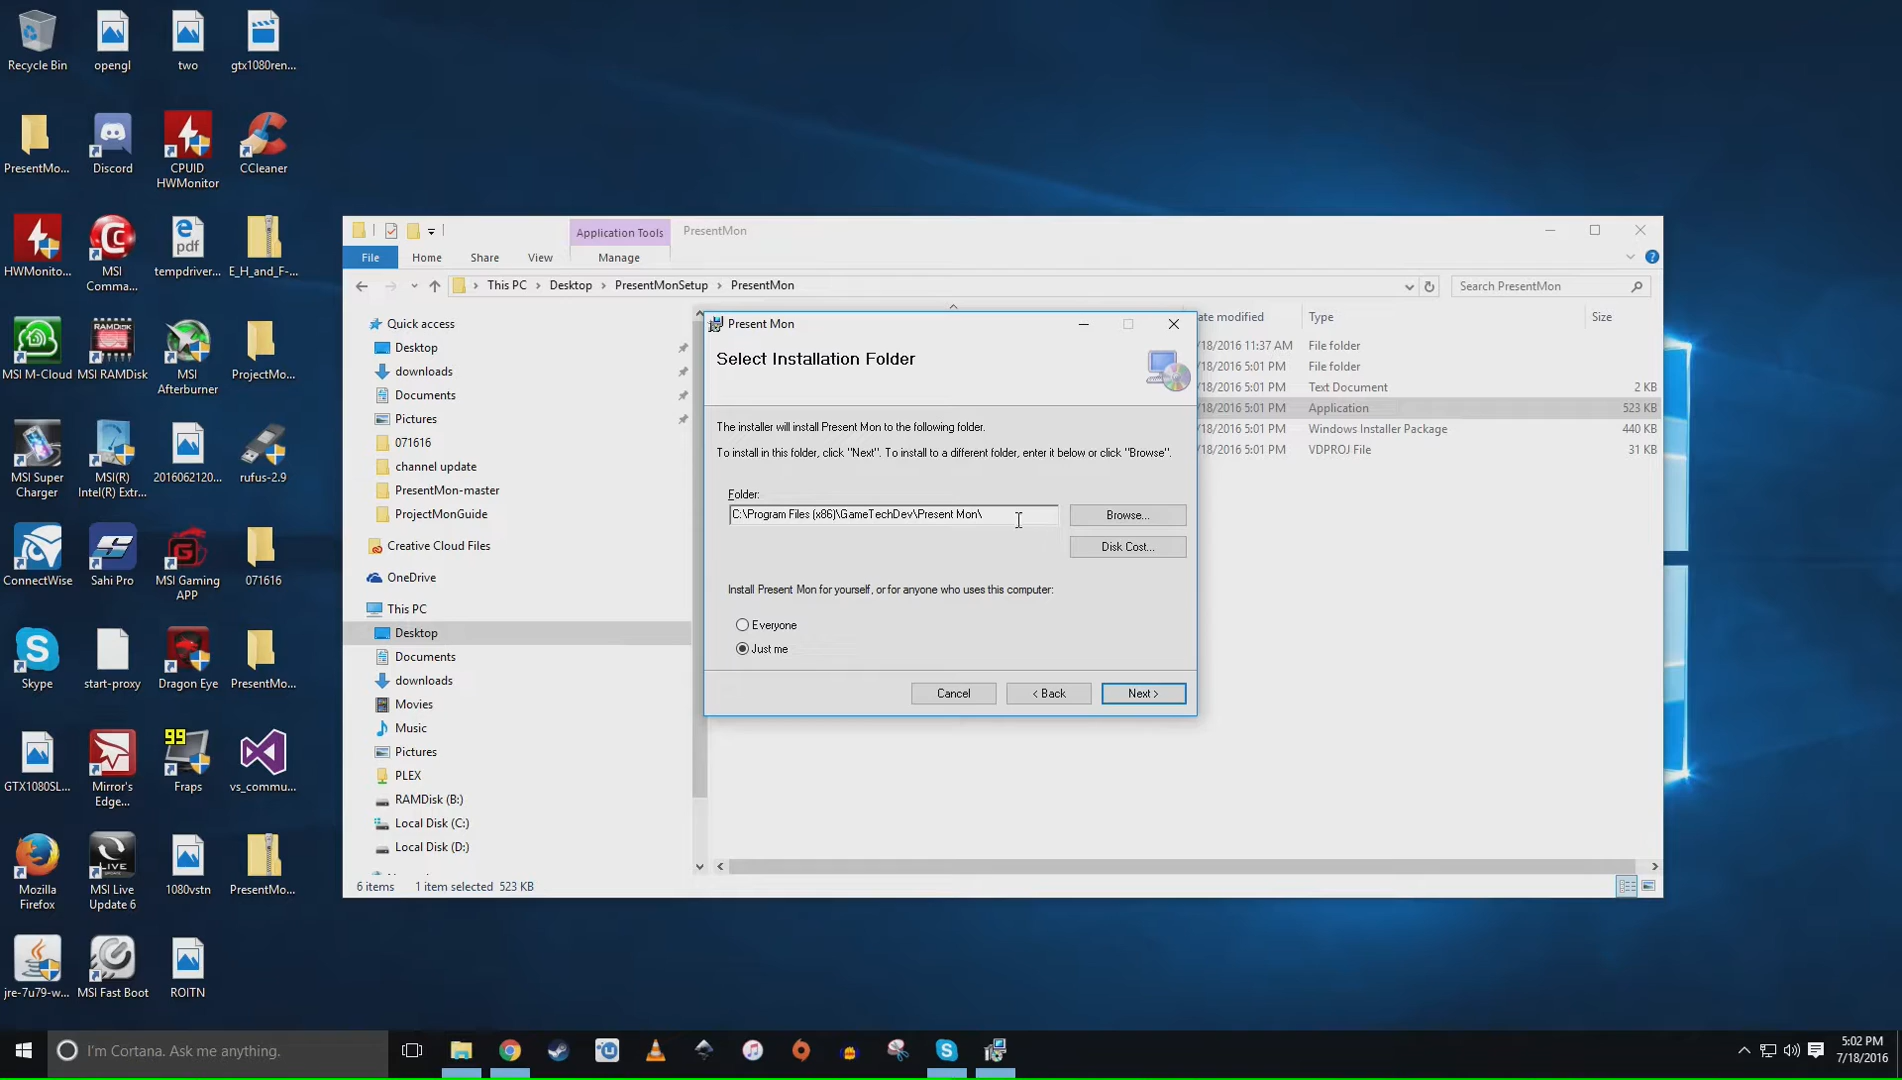 Recycle Bin
opengl
two
gtx1080ren...
PresentMo...
Discord
CPUID
HWMonitor
CCleaner
HWMonito...
MSI
Comma...
tempdriver...
E_H_and_F-...
MSI M-Cloud
MSI RAMDisk
MSI
Afterburner
ProjectMo...
MSI Super
Charger
MSI(R)
Intel(R) Extr...
2016062120...
rufus-2.9
ConnectWise
Sahi Pro
MSI Gaming
APP
071616
Skype
start-proxy
Dragon Eye
PresentMo...
GTX1080SL...
Mirror's
Edge...
99
Fraps
vs_commu...
Mozilla
Firefox
MSI Live
Update 6
1080vstn
PresentMo...
jre-7u79-w...
MSI Fast Boot
ROITN
Application Tools
PresentMon
File
Home
Share
View
Manage
This PC
Desktop
PresentMonSetup
PresentMon
Search PresentMon
Quick access
Desktop
downloads
Documents
Pictures
071616
channel update
PresentMon-master
ProjectMonGuide
Creative Cloud Files
OneDrive
This PC
Desktop
Documents
downloads
Movies
Music
Pictures
PLEX
RAMDisk (B:)
Local Disk (C:)
Local Disk (D:)
6 items
1 item selected 523 KB
ate modified
Type
Size
/18/2016 11:37 AM
File folder
/18/2016 5:01 PM
File folder
/18/2016 5:01 PM
Text Document
2 KB
/18/2016 5:01 PM
Application
523 KB
/18/2016 5:01 PM
Windows Installer Package
440 KB
/18/2016 5:01 PM
VDPROJ File
31 KB
Present Mon
Select Installation Folder
The installer will install Present Mon to the following folder.
To install in this folder, click "Next". To install to a different folder, enter it below or click "Browse".
Folder:
C:\Program Files (x86)\GameTechDev\Present Mon\
Browse...
Disk Cost...
Install Present Mon for yourself, or for anyone who uses this computer:
Everyone
Just me
Cancel
< Back
Next >
I'm Cortana. Ask me anything.
5:02 PM
7/18/2016